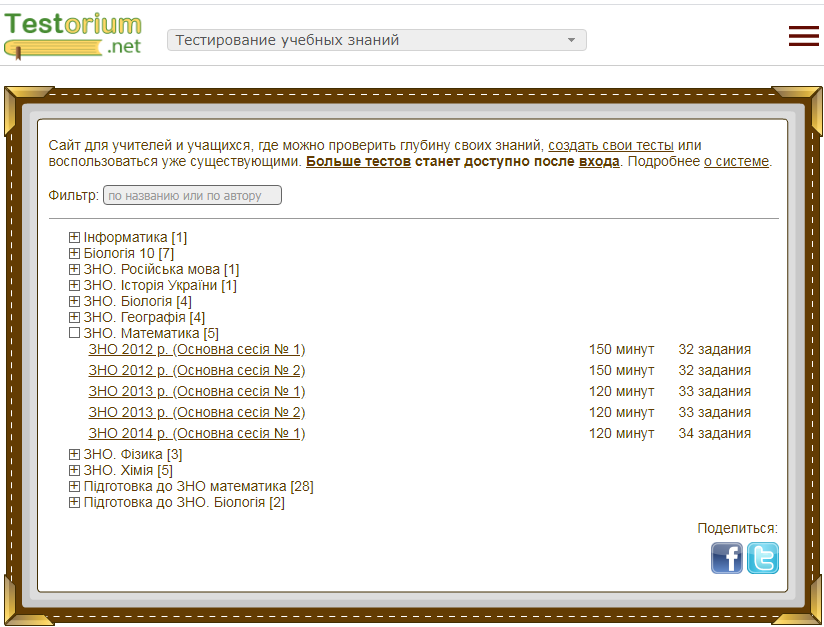 Testorium
.net
Тестирование учебных знаний
Сайт для учителей и учащихся, где можно проверить глубину своих знаний, создать свои тесты или
воспользоваться уже существующими. Больше тестов станет доступно после входа. Подробнее о системе.
Фильтр: по названию или по автору
Інформатика [1]
Біологія 10 [7]
ЗНО. Російська мова [1]
ЗНО. Історія України [1]
ЗНО. Біологія [4]
ЗНО. Географія [4]
ЗНО. Математика [5]
ЗНО 2012 р. (Основна сесія № 1) 150 минут 32 задания
ЗНО 2012 р. (Основна сесія № 2) 150 минут 32 задания
ЗНО 2013 р. (Основна сесія № 1) 120 минут 33 задания
ЗНО 2013 р. (Основна сесія № 2) 120 минут 33 задания
ЗНО 2014 р. (Основна сесія № 1) 120 минут 34 задания
ЗНО. Фізика [3]
ЗНО. Хімія [5]
Підготовка до ЗНО математика [28]
Підготовка до ЗНО. Біологія [2]
Поделиться: